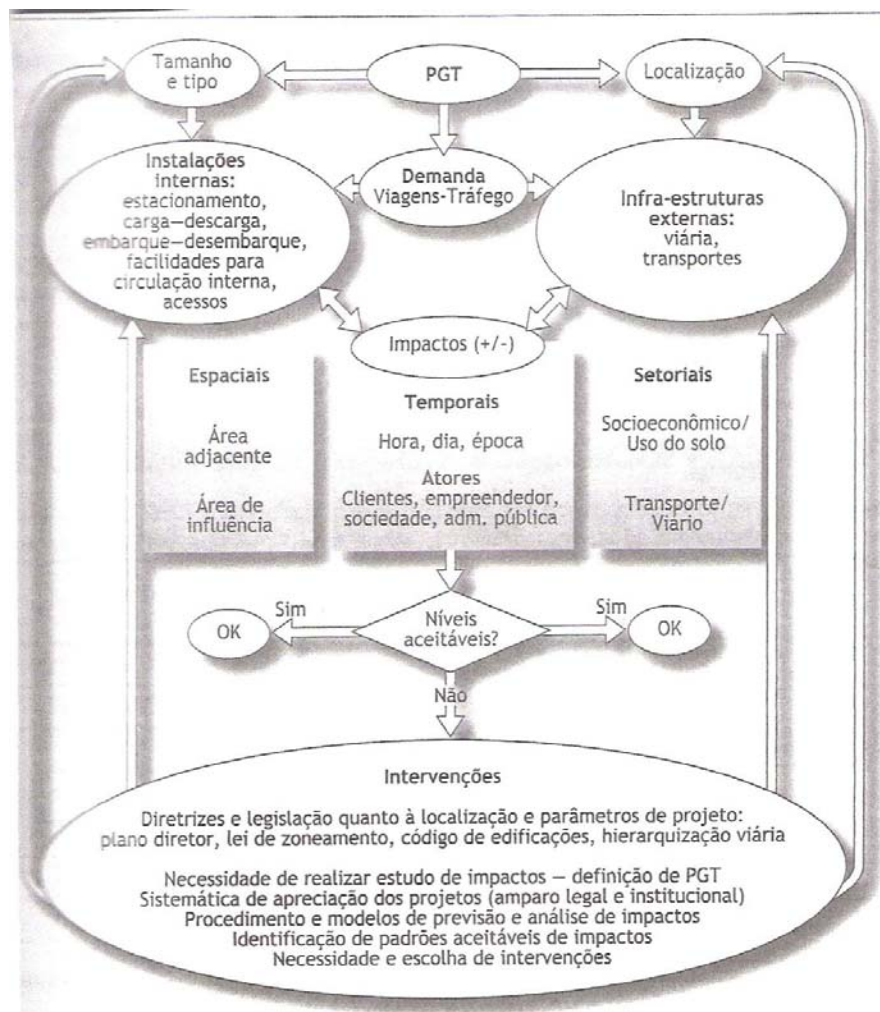 Tamanho
e tipo
PGT
Localização
Demanda
Viagens-Tráfego
Instalações
internas:
estacionamento,
carga—descarga,
embarque—desembarque,
facilidades para
circulação interna,
acessos
Infra-estruturas
externas:
viária,
transportes
Impactos (+/-)
Espaciais
Área
adjacente
Área de
influência
Temporais
Hora, dia, época
Atores
Clientes, empreendedor,
sociedade, adm. pública
Setoriais
Socioeconômico/
Uso do solo
Transporte/
Viário
Níveis
aceitáveis?
Sim
OK
Sim
OK
Não
Intervenções
Diretrizes e legislação quanto à localização e parâmetros de projeto:
plano diretor, lei de zoneamento, código de edificações, hierarquização viária
Necessidade de realizar estudo de impactos — definição de PGT
Sistemática de apreciação dos projetos (amparo legal e institucional)
Procedimento e modelos de previsão e análise de impactos
Identificação de padrões aceitáveis de impactos
Necessidade e escolha de intervenções